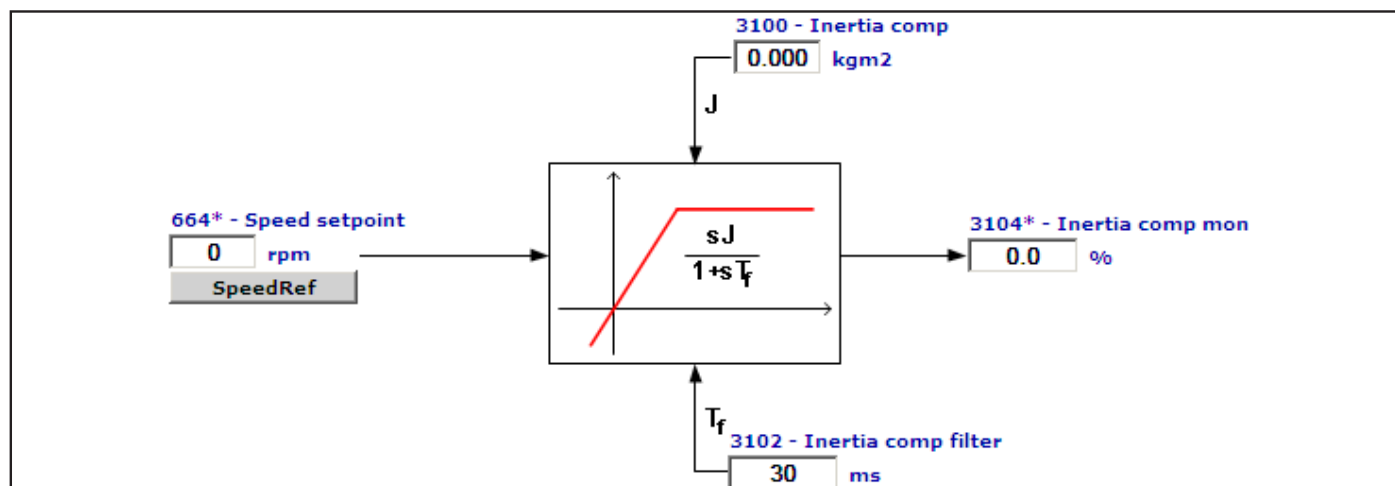 3100 - Inertia comp
0.000 kgm2
J
664* - Speed setpoint
0 rpm
SpeedRef
sJ
1+sTf
3104* - Inertia comp mon
0.0 %
Tf
3102 - Inertia comp filter
30 ms